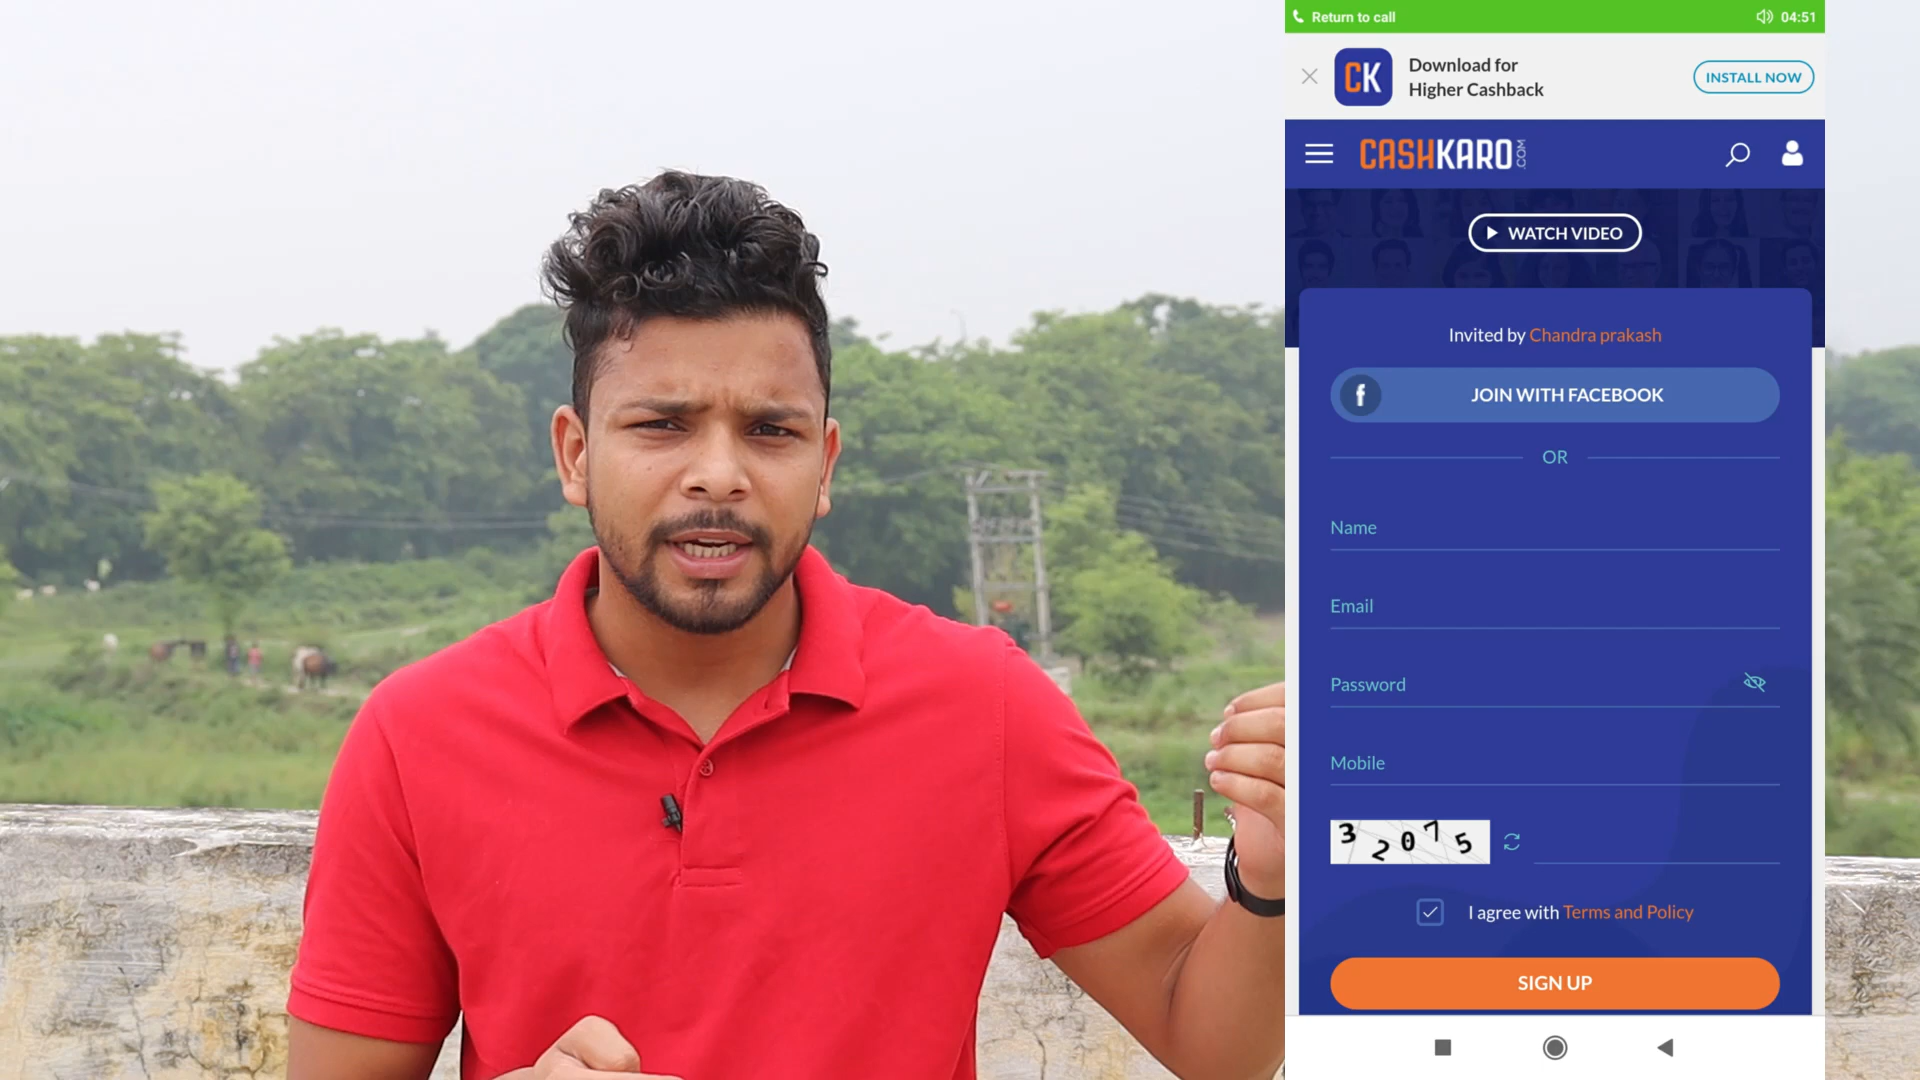 Return to call
04:51
CK
Download for
Higher Cashback
INSTALL NOW
CASHKARO.COM
WATCH VIDEO
Invited by Chandra prakash
f
JOIN WITH FACEBOOK
OR
Name
Email
Password
Mobile
32075
I agree with Terms and Policy
SIGN UP